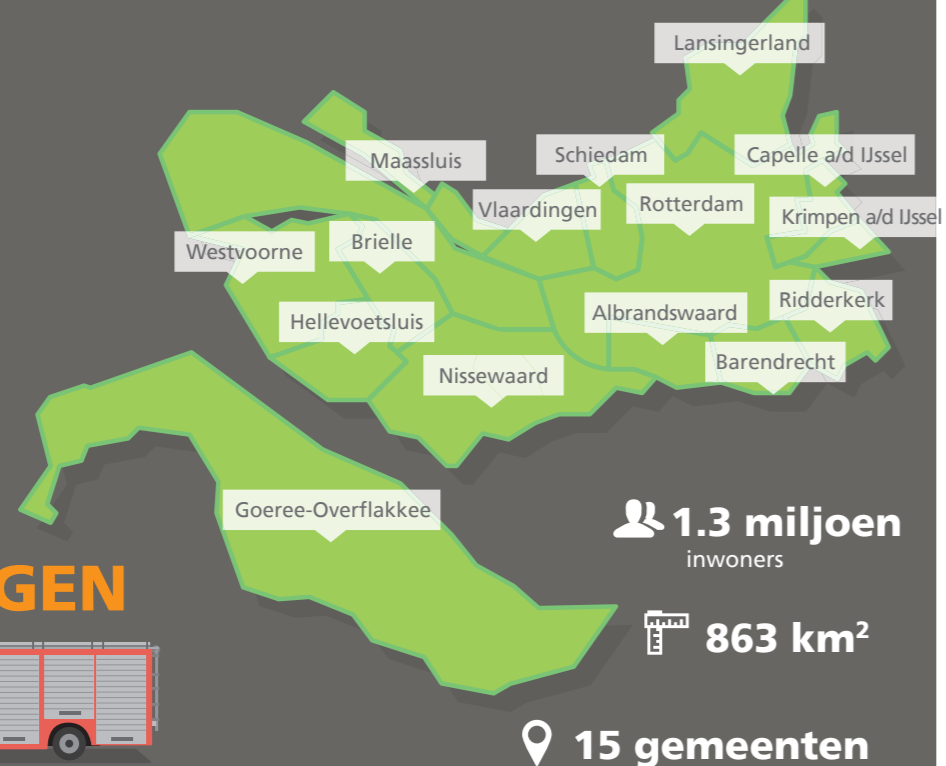 Lansingerland
Maassluis
Schiedam
Capelle a/d IJssel
Vlaardingen
Rotterdam
Krimpen a/d IJssel
Westvoorne
Brielle
Hellevoetsluis
Albrandswaard
Ridderkerk
Nissewaard
Barendrecht
Goeree-Overflakkee
1.3 miljoen
inwoners
GEN
863 km²
15 gemeenten